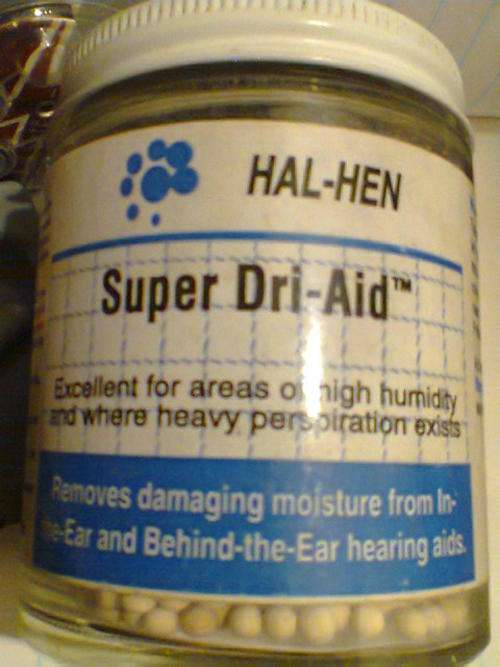 HAL-HEN
Super Dri-Aid™
Excellent for areas of high humidity
and where heavy perspiration exists
Removes damaging moisture from In-
the-Ear and Behind-the-Ear hearing aids.